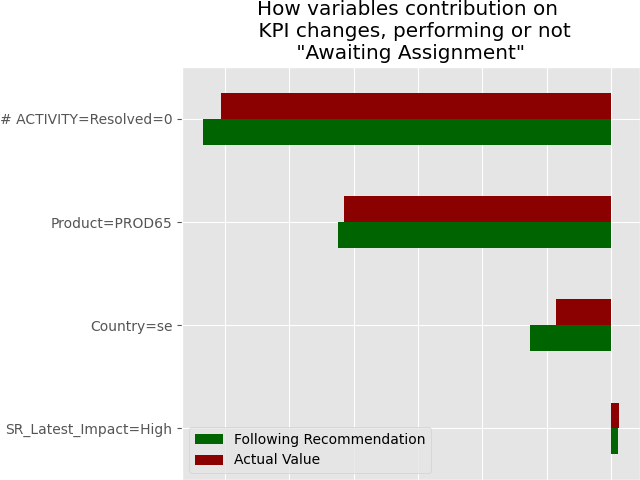 How variables contribution on
KPI changes, performing or not
"Awaiting Assignment"
# ACTIVITY=Resolved=0
Product=PROD65
Country=se
SR_Latest_Impact=High
Following Recommendation
Actual Value